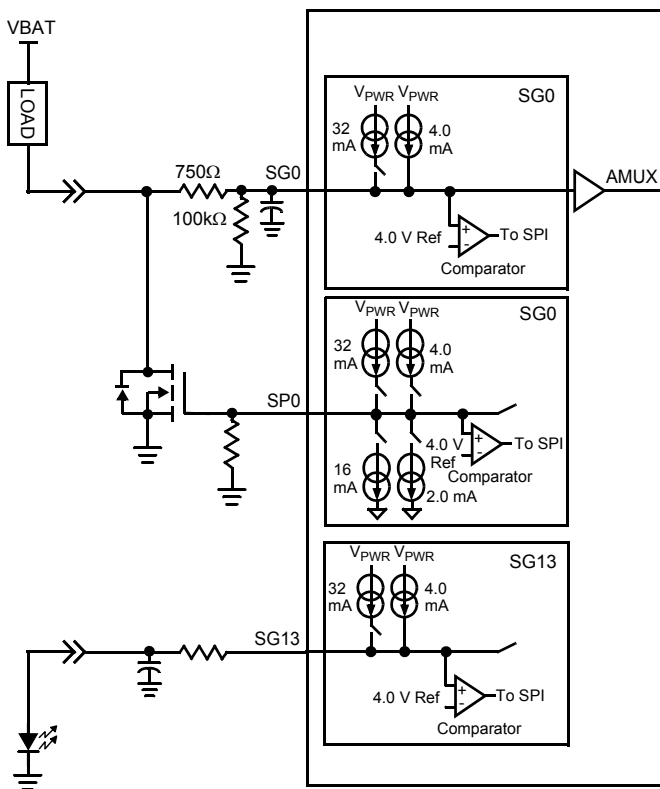 VBAT
LOAD
750Ω
100kΩ
SG0
VPWR VPWR
SG0
32 mA
4.0 mA
4.0 V Ref
+
-
To SPI
Comparator
AMUX
VPWR VPWR
SG0
32 mA
4.0 mA
SP0
4.0 V Ref
+
-
To SPI
Comparator
16 mA
2.0 mA
VPWR VPWR
SG13
32 mA
4.0 mA
SG13
4.0 V Ref
+
-
To SPI
Comparator